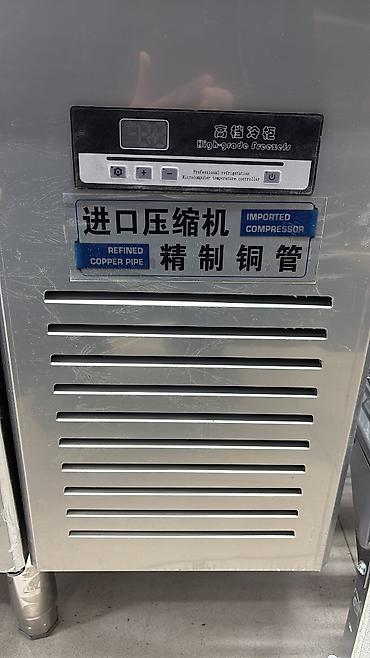 高档冷柜
High-grade freezers
Professional refrigeration
Microcomputer temperature controller
进口压缩机
IMPORTED
COMPRESSOR
REFINED
COPPER PIPE
精制铜管